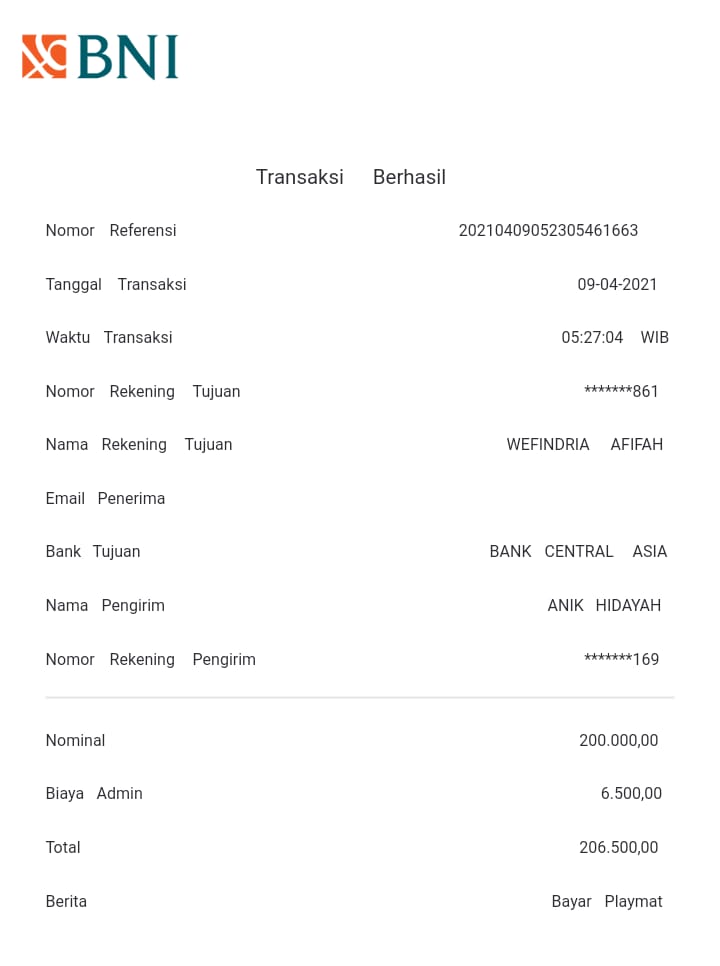 BNI
Transaksi Berhasil
Nomor Referensi 20210409052305461663
Tanggal Transaksi 09-04-2021
Waktu Transaksi 05:27:04 WIB
Nomor Rekening Tujuan *******861
Nama Rekening Tujuan WEFINDRIA AFIFAH
Email Penerima
Bank Tujuan BANK CENTRAL ASIA
Nama Pengirim ANIK HIDAYAH
Nomor Rekening Pengirim *******169
Nominal 200.000,00
Biaya Admin 6.500,00
Total 206.500,00
Berita Bayar Playmat